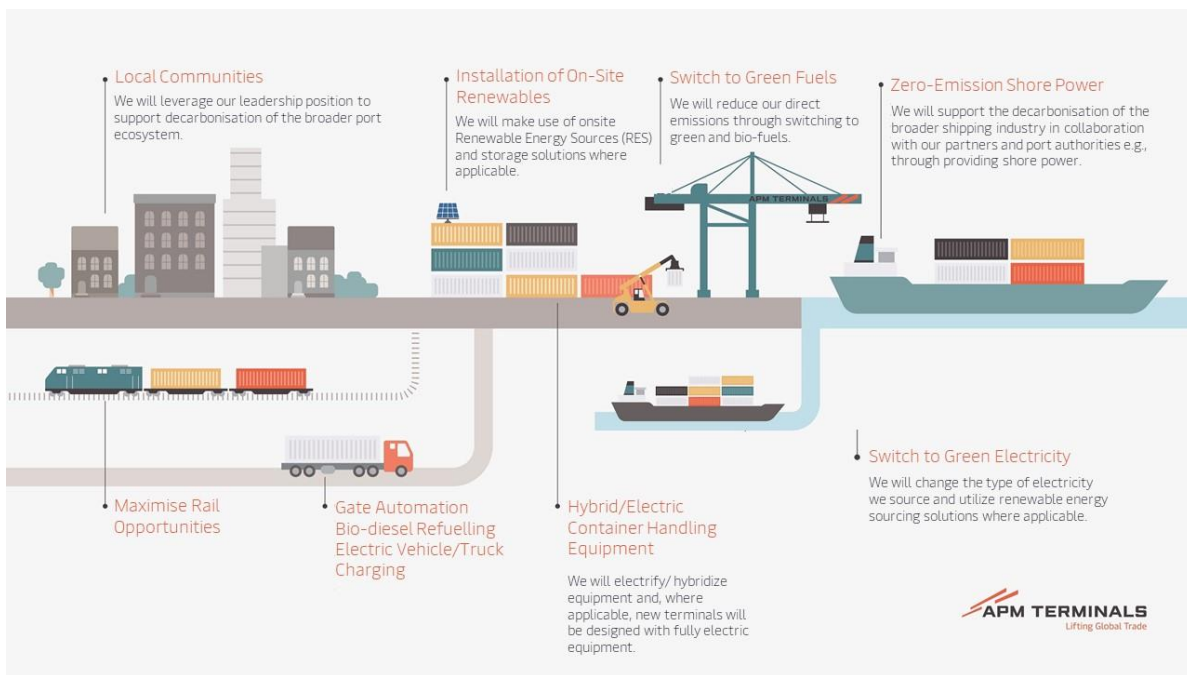 Local Communities
We will leverage our leadership position to
support decarbonisation of the broader port
ecosystem.
Installation of On-Site
Renewables
We will make use of onsite
Renewable Energy Sources (RES)
and storage solutions where
applicable.
Switch to Green Fuels
We will reduce our direct
emissions through switching to
green and bio-fuels.
Zero-Emission Shore Power
We will support the decarbonisation of the
broader shipping industry in collaboration
with our partners and port authorities e.g.,
through providing shore power.
APM TERMINALS
Maximise Rail
Opportunities
Gate Automation
Bio-diesel Refuelling
Electric Vehicle/Truck
Charging
Hybrid/Electric
Container Handling
Equipment
We will electrify/ hybridize
equipment and, where
applicable, new terminals will
be designed with fully electric
equipment.
Switch to Green Electricity
We will change the type of electricity
we source and utilize renewable energy
sourcing solutions where applicable.
APM TERMINALS
Lifting Global Trade